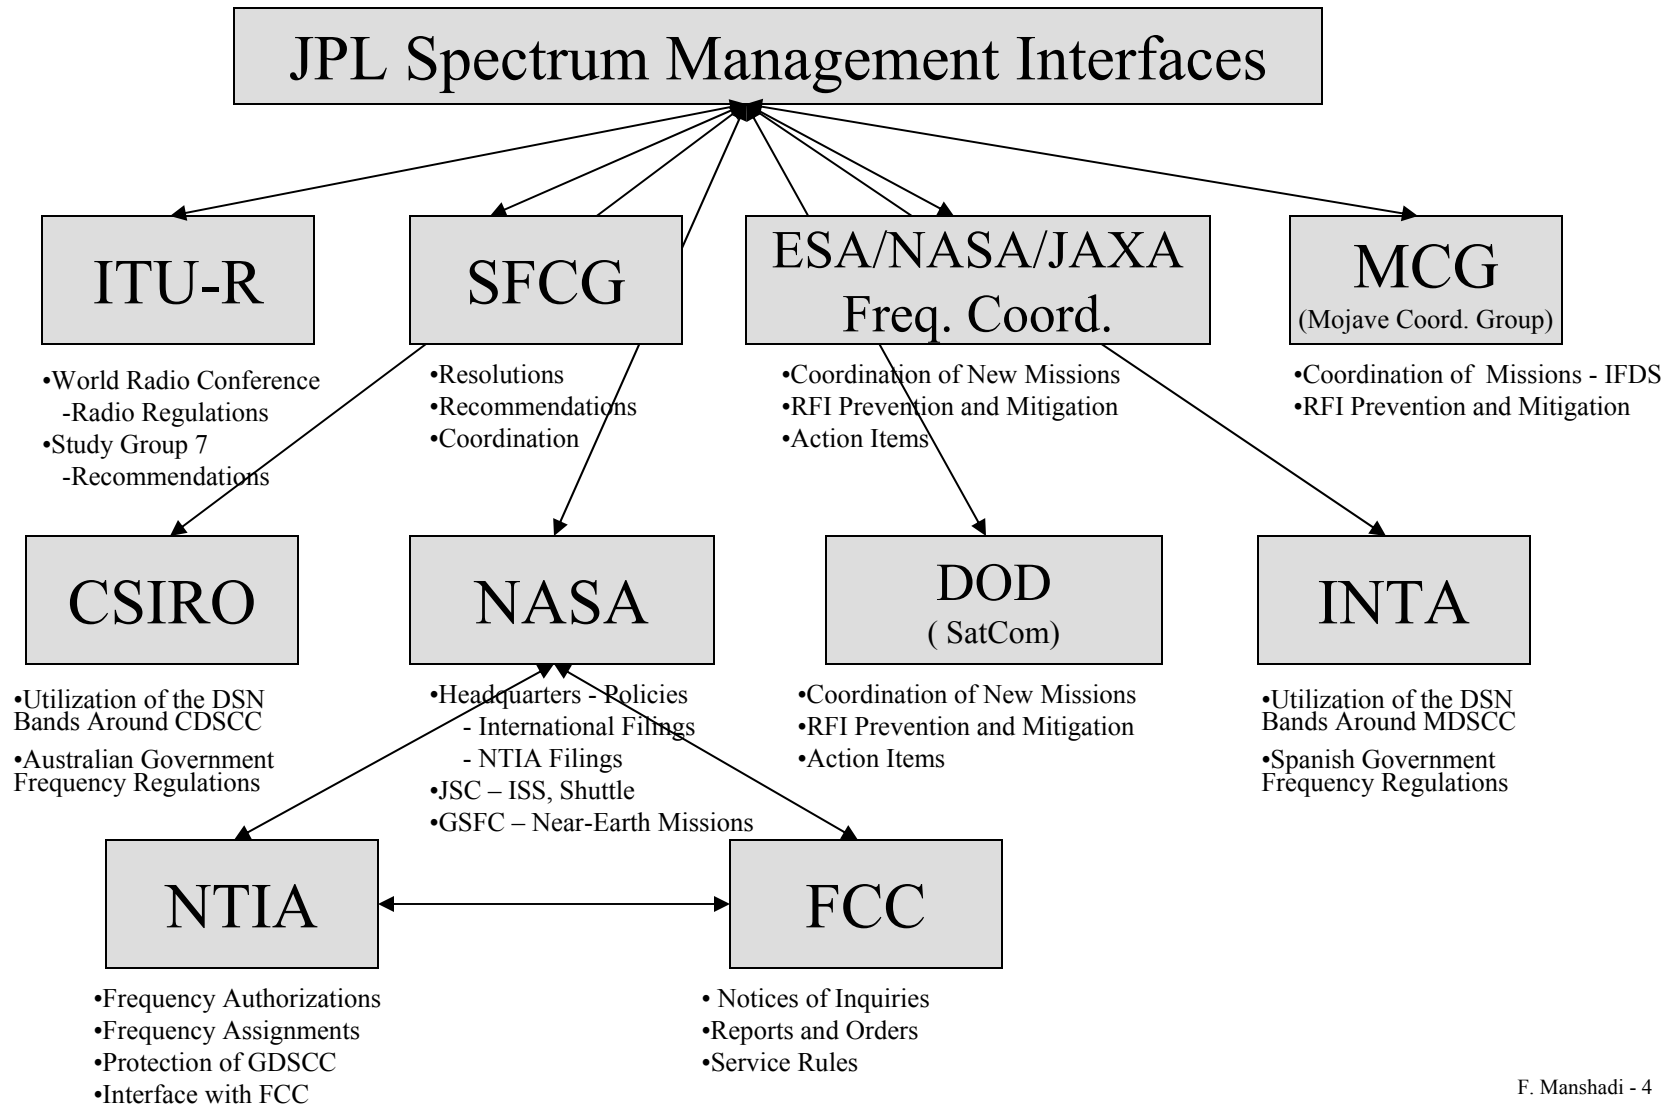 JPL Spectrum Management Interfaces
ITU-R
•World Radio Conference
-Radio Regulations
•Study Group 7
-Recommendations
SFCG
•Resolutions
•Recommendations
•Coordination
ESA/NASA/JAXA
Freq. Coord.
•Coordination of New Missions
•RFI Prevention and Mitigation
•Action Items
MCG
(Mojave Coord. Group)
•Coordination of  Missions - IFDS
•RFI Prevention and Mitigation
CSIRO
•Utilization of the DSN
Bands Around CDSCC
•Australian Government
Frequency Regulations
NASA
•Headquarters - Policies
- International Filings
- NTIA Filings
•JSC – ISS, Shuttle
•GSFC – Near-Earth Missions
DOD
( SatCom)
•Coordination of New Missions
•RFI Prevention and Mitigation
•Action Items
INTA
•Utilization of the DSN
Bands Around MDSCC
•Spanish Government
Frequency Regulations
NTIA
•Frequency Authorizations
•Frequency Assignments
•Protection of GDSCC
•Interface with FCC
FCC
• Notices of Inquiries
•Reports and Orders
•Service Rules
F. Manshadi - 4